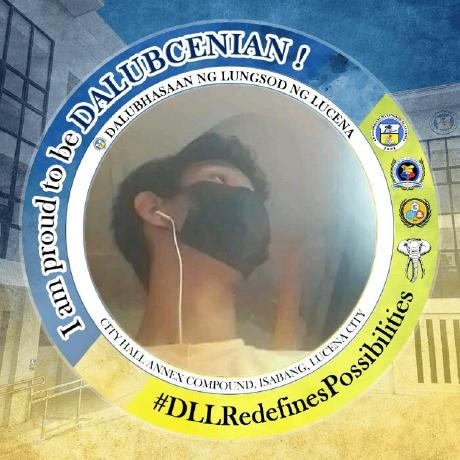 I am proud to be DALUBCENIAN !
DALUBHASAAN NG LUNGSOD NG LUCENA
CITY HALL ANNEX COMPOUND, ISABANG, LUCENA CITY
#DLLRedefinesPossibilities